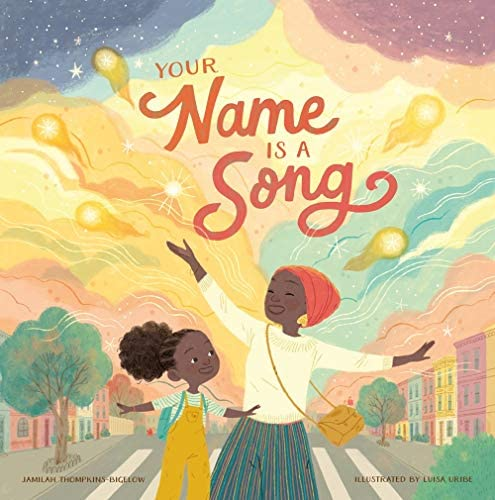 YOUR
Name
IS A
Song
JAMILAH THOMPKINS-BIGELOW
ILLUSTRATED BY LUISA URIBE